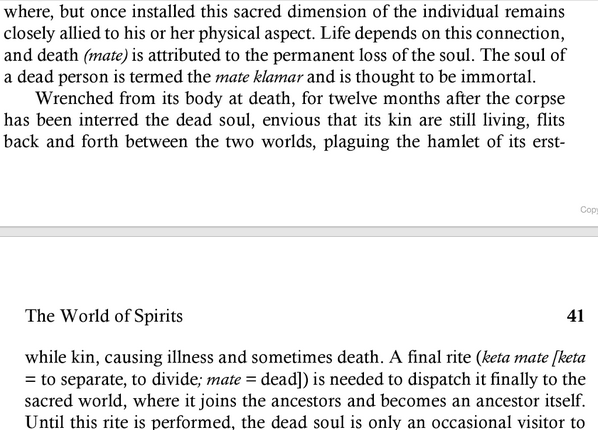 where, but once installed this sacred dimension of the individual remains
closely allied to his or her physical aspect. Life depends on this connection,
and death (mate) is attributed to the permanent loss of the soul. The soul of
a dead person is termed the mate klamar and is thought to be immortal.
Wrenched from its body at death, for twelve months after the corpse
has been interred the dead soul, envious that its kin are still living, flits
back and forth between the two worlds, plaguing the hamlet of its erst-
Copy
The World of Spirits 41
while kin, causing illness and sometimes death. A final rite (keta mate [keta
= to separate, to divide; mate = dead]) is needed to dispatch it finally to the
sacred world, where it joins the ancestors and becomes an ancestor itself.
Until this rite is performed, the dead soul is only an occasional visitor to